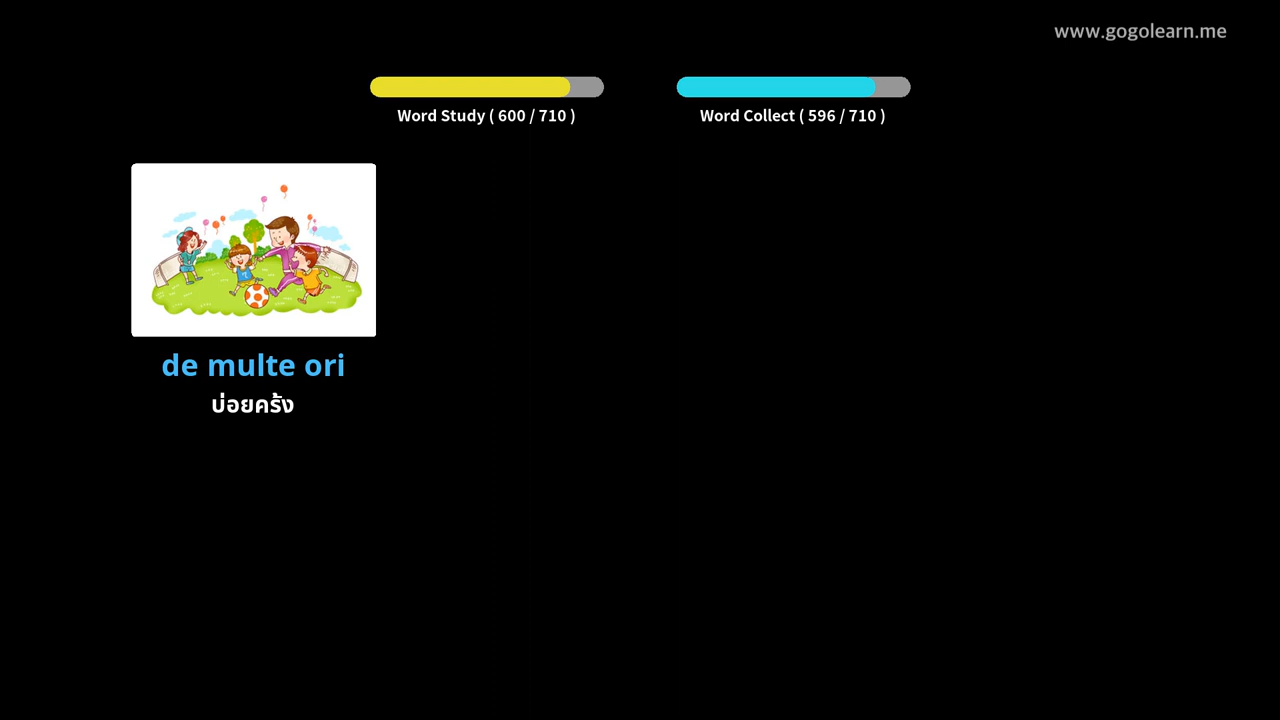 www.gogolearn.me
Word Study ( 600 / 710 )
Word Collect ( 596 / 710 )
de multe ori
บ่อยครั้ง